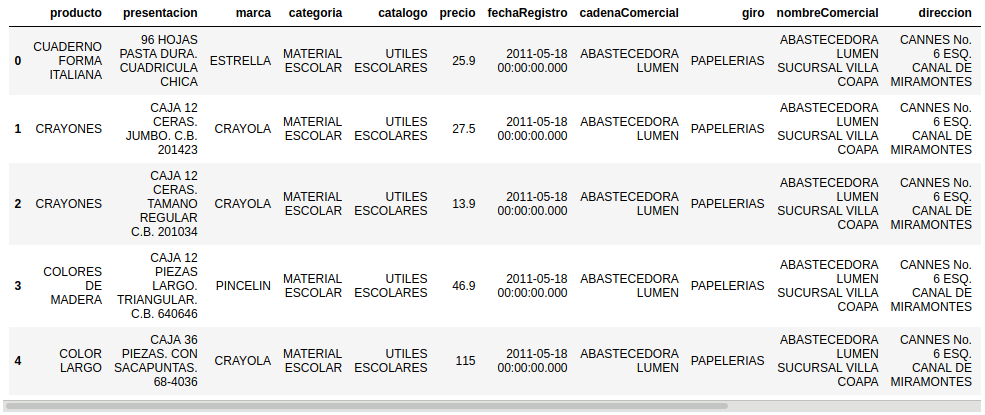 producto presentacion marca categoria catalogo precio fechaRegistro cadenaComercial giro nombreComercial direccion
0 CUADERNO FORMA ITALIANA 96 HOJAS PASTA DURA. CUADRICULA CHICA ESTRELLA MATERIAL ESCOLAR UTILES ESCOLARES 25.9 2011-05-18 00:00:00.000 ABASTECEDORA LUMEN PAPELERIAS ABASTECEDORA LUMEN SUCURSAL VILLA COAPA CANNES No. 6 ESQ. CANAL DE MIRAMONTES
1 CRAYONES CAJA 12 CERAS. JUMBO. C.B. 201423 CRAYOLA MATERIAL ESCOLAR UTILES ESCOLARES 27.5 2011-05-18 00:00:00.000 ABASTECEDORA LUMEN PAPELERIAS ABASTECEDORA LUMEN SUCURSAL VILLA COAPA CANNES No. 6 ESQ. CANAL DE MIRAMONTES
2 CRAYONES CAJA 12 CERAS. TAMANO REGULAR C.B. 201034 CRAYOLA MATERIAL ESCOLAR UTILES ESCOLARES 13.9 2011-05-18 00:00:00.000 ABASTECEDORA LUMEN PAPELERIAS ABASTECEDORA LUMEN SUCURSAL VILLA COAPA CANNES No. 6 ESQ. CANAL DE MIRAMONTES
3 COLORES DE MADERA CAJA 12 PIEZAS LARGO. TRIANGULAR. C.B. 640646 PINCELIN MATERIAL ESCOLAR UTILES ESCOLARES 46.9 2011-05-18 00:00:00.000 ABASTECEDORA LUMEN PAPELERIAS ABASTECEDORA LUMEN SUCURSAL VILLA COAPA CANNES No. 6 ESQ. CANAL DE MIRAMONTES
4 COLOR LARGO CAJA 36 PIEZAS. CON SACAPUNTAS. 68-4036 CRAYOLA MATERIAL ESCOLAR UTILES ESCOLARES 115 2011-05-18 00:00:00.000 ABASTECEDORA LUMEN PAPELERIAS ABASTECEDORA LUMEN SUCURSAL VILLA COAPA CANNES No. 6 ESQ. CANAL DE MIRAMONTES